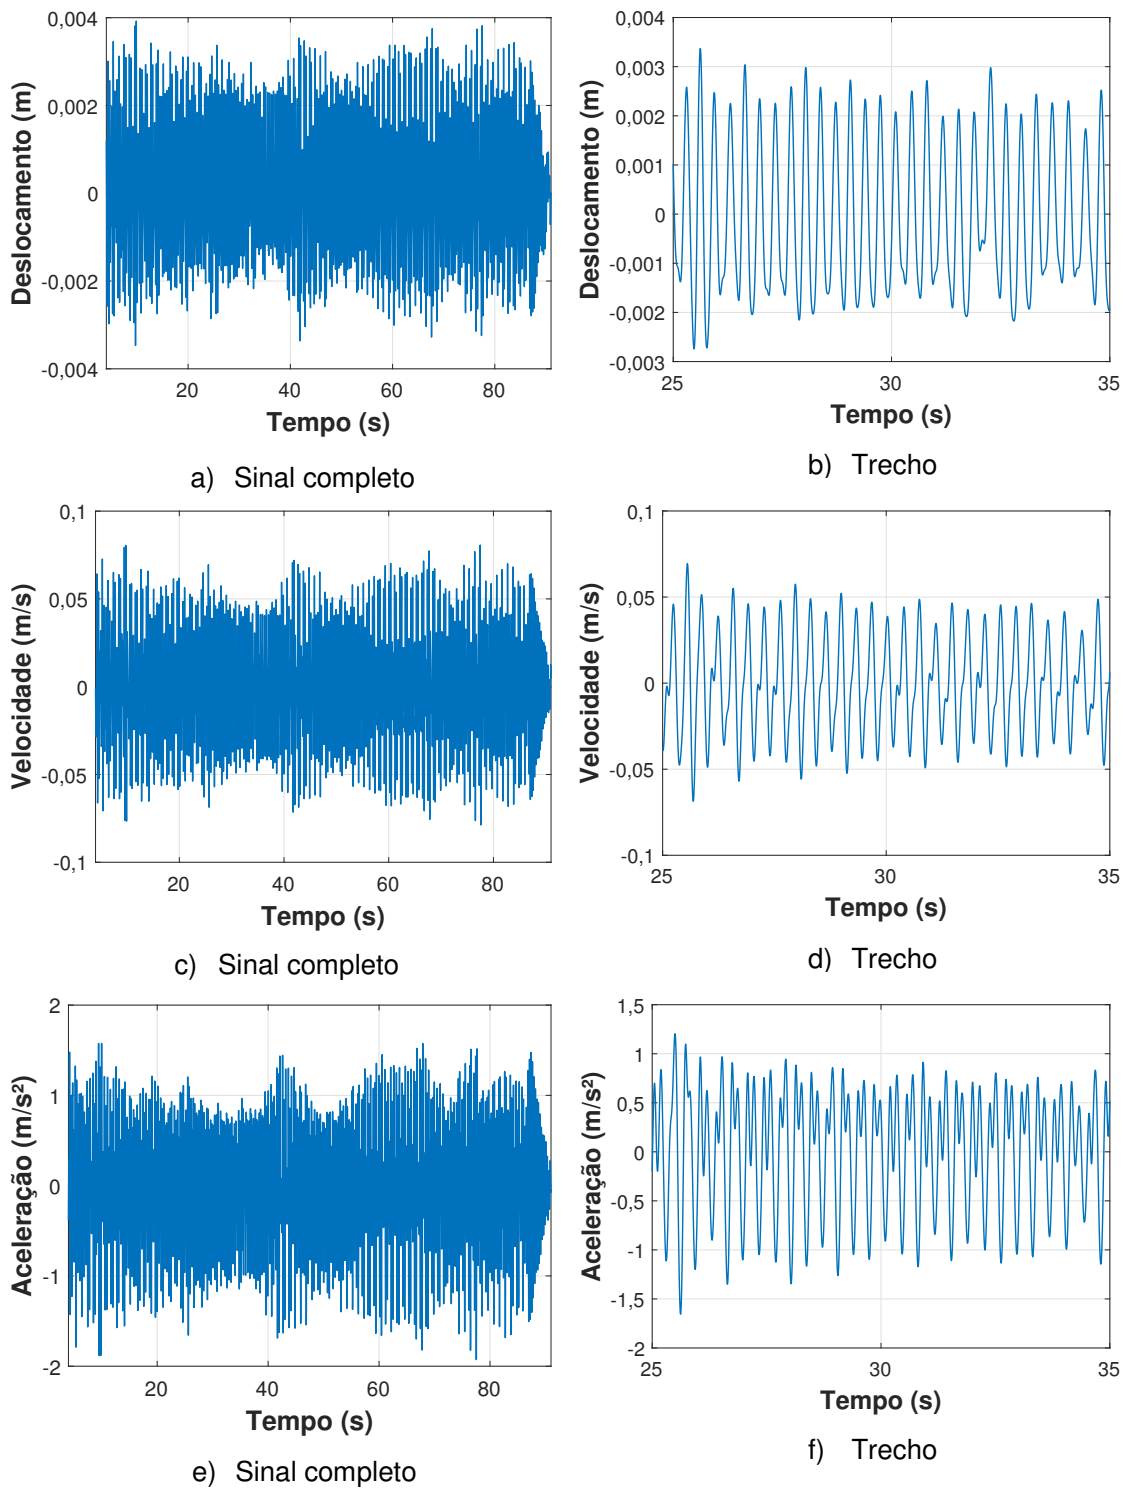 0,004
0,002
0
-0,002
-0,004
Deslocamento (m)
20 40 60 80
Tempo (s)
a) Sinal completo
0,004
0,003
0,002
0,001
0
-0,001
-0,002
-0,003
Deslocamento (m)
25 30 35
Tempo (s)
b) Trecho
0,1
0,05
0
-0,05
-0,1
Velocidade (m/s)
20 40 60 80
Tempo (s)
c) Sinal completo
0,1
0,05
0
-0,05
-0,1
Velocidade (m/s)
25 30 35
Tempo (s)
d) Trecho
2
1
0
-1
-2
Aceleração (m/s²)
20 40 60 80
Tempo (s)
e) Sinal completo
1,5
1
0,5
0
-0,5
-1
-1,5
-2
Aceleração (m/s²)
25 30 35
Tempo (s)
f) Trecho